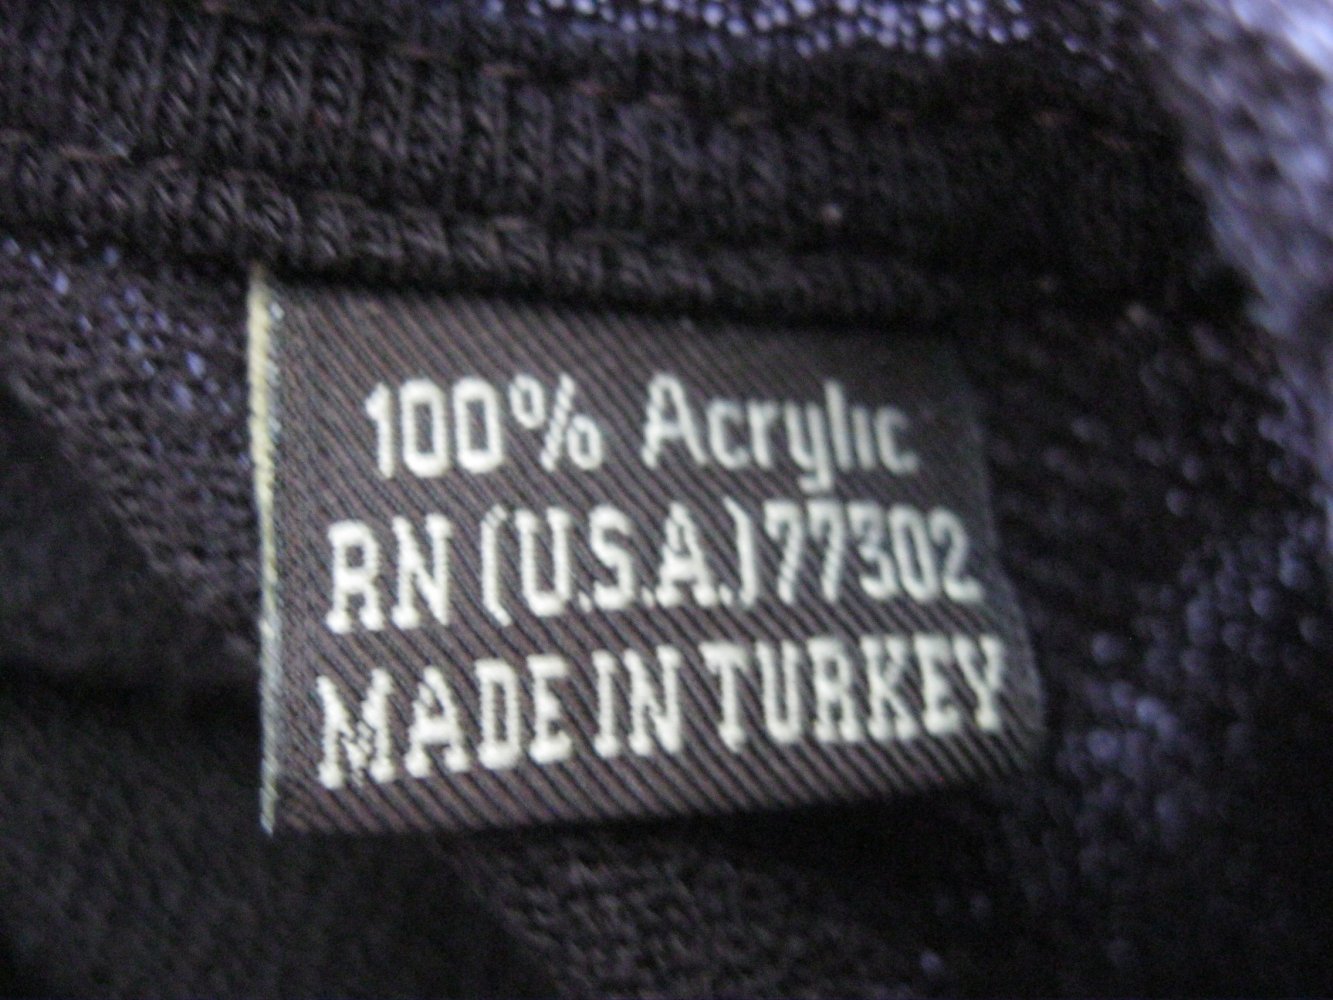 100% Acrylic
RN (U.S.A.) 77302
MADE IN TURKEY